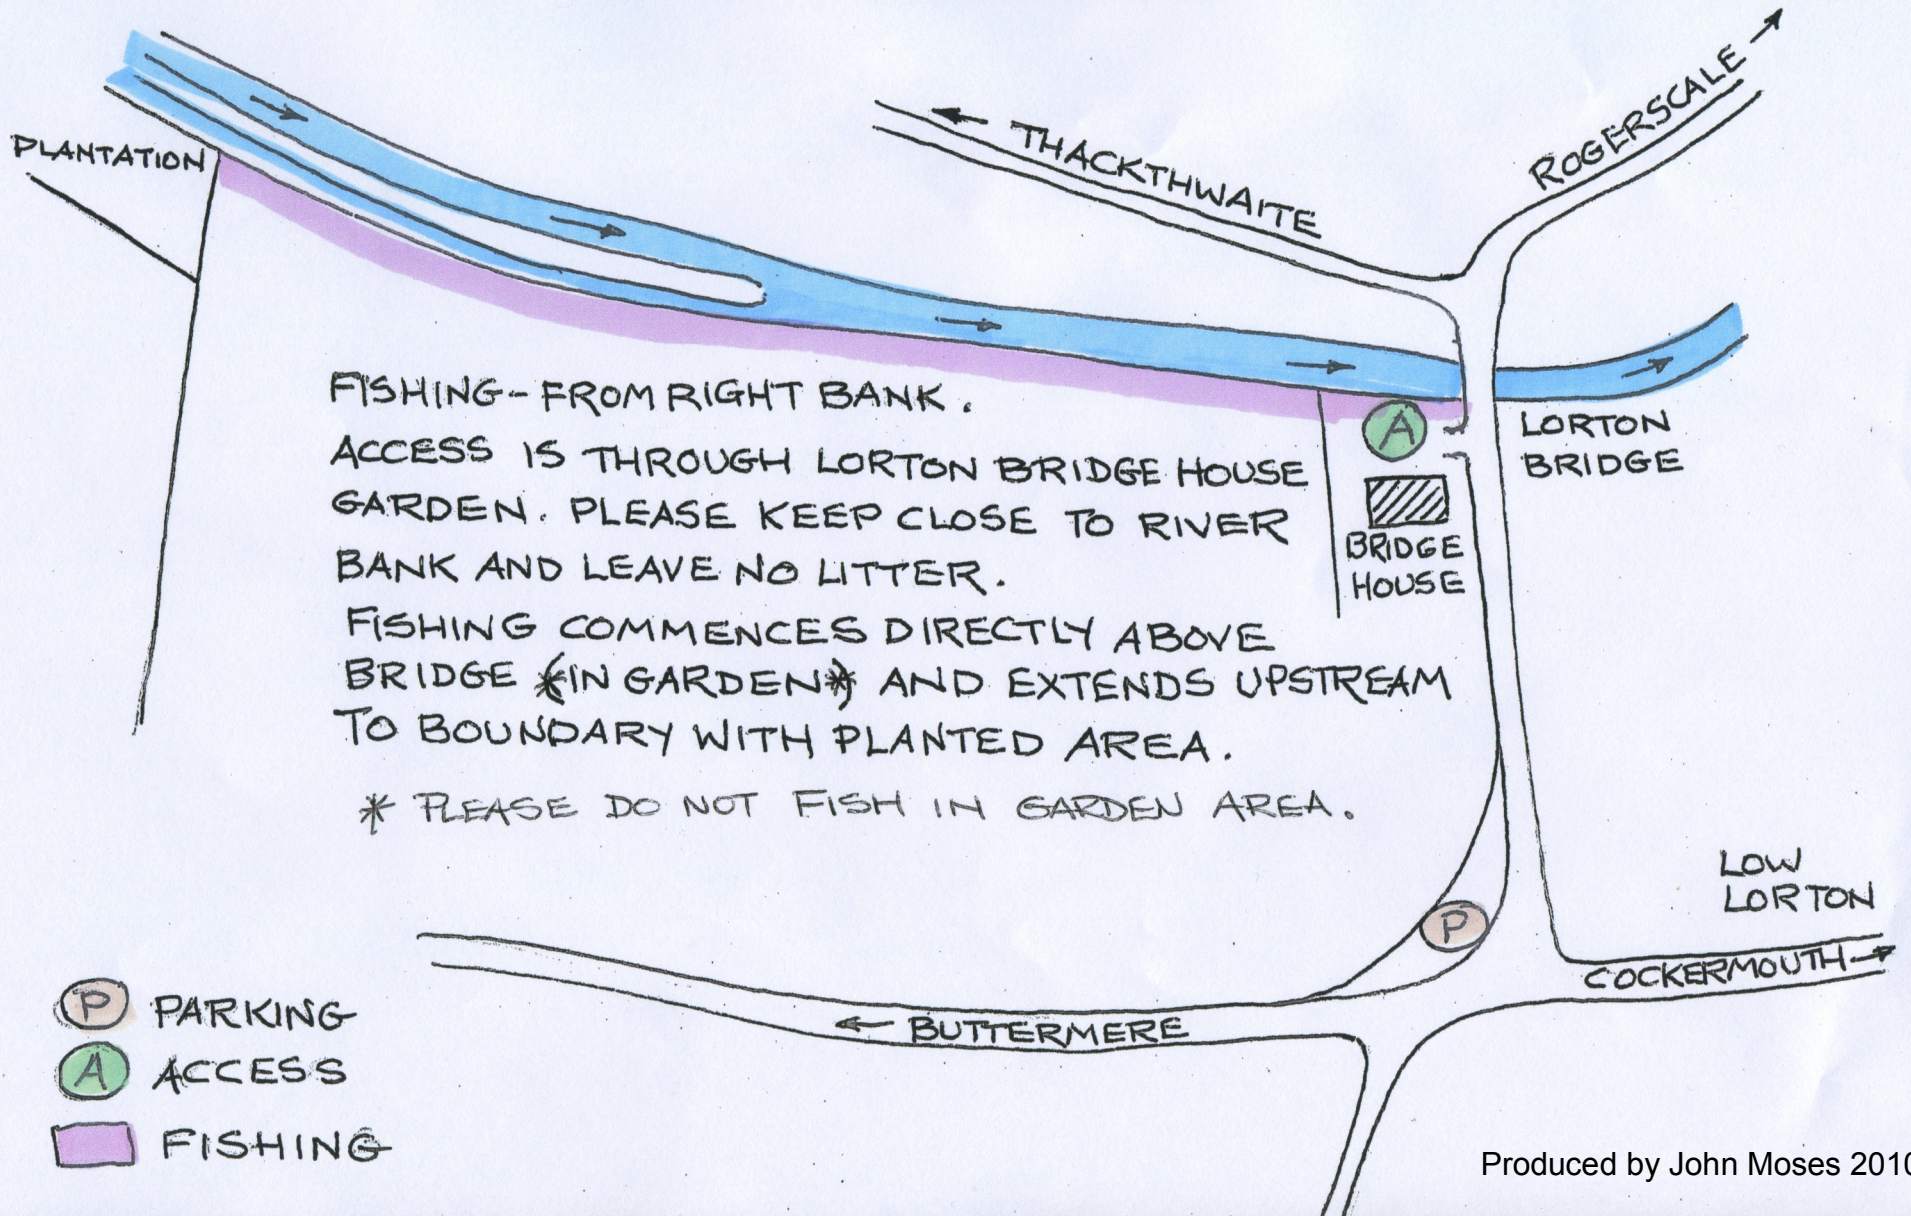 PLANTATION
← THACKTHWAITE
ROGERSCALE →
FISHING - FROM RIGHT BANK.
ACCESS IS THROUGH LORTON BRIDGE HOUSE
GARDEN. PLEASE KEEP CLOSE TO RIVER
BANK AND LEAVE NO LITTER.
FISHING COMMENCES DIRECTLY ABOVE
BRIDGE *(IN GARDEN*) AND EXTENDS UPSTREAM
TO BOUNDARY WITH PLANTED AREA.
* PLEASE DO NOT FISH IN GARDEN AREA.
A
BRIDGE
HOUSE
LORTON
BRIDGE
P
LOW
LORTON
COCKERMOUTH →
← BUTTERMERE
P PARKING
A ACCESS
FISHING
Produced by John Moses 2010